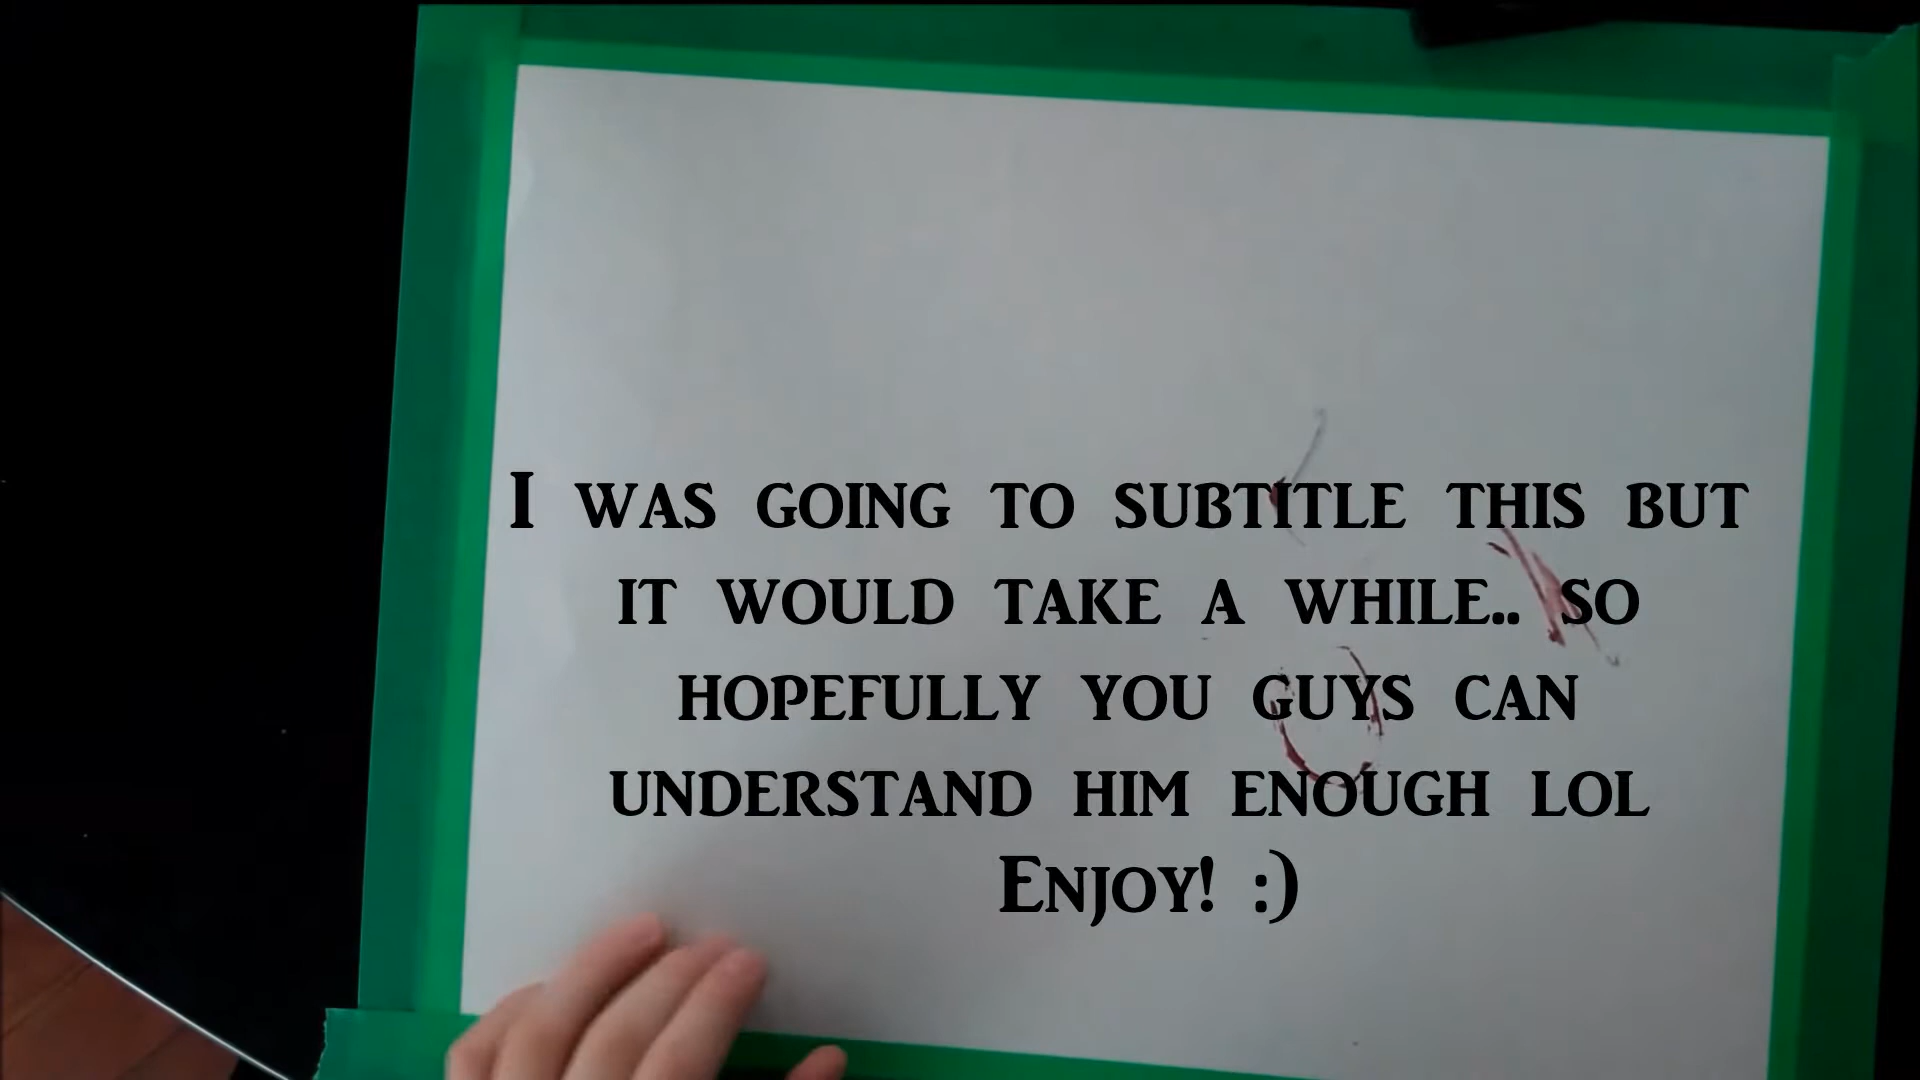 I was going to subtitle this but
it would take a while.. so
hopefully you guys can
understand him enough lol
Enjoy! :)